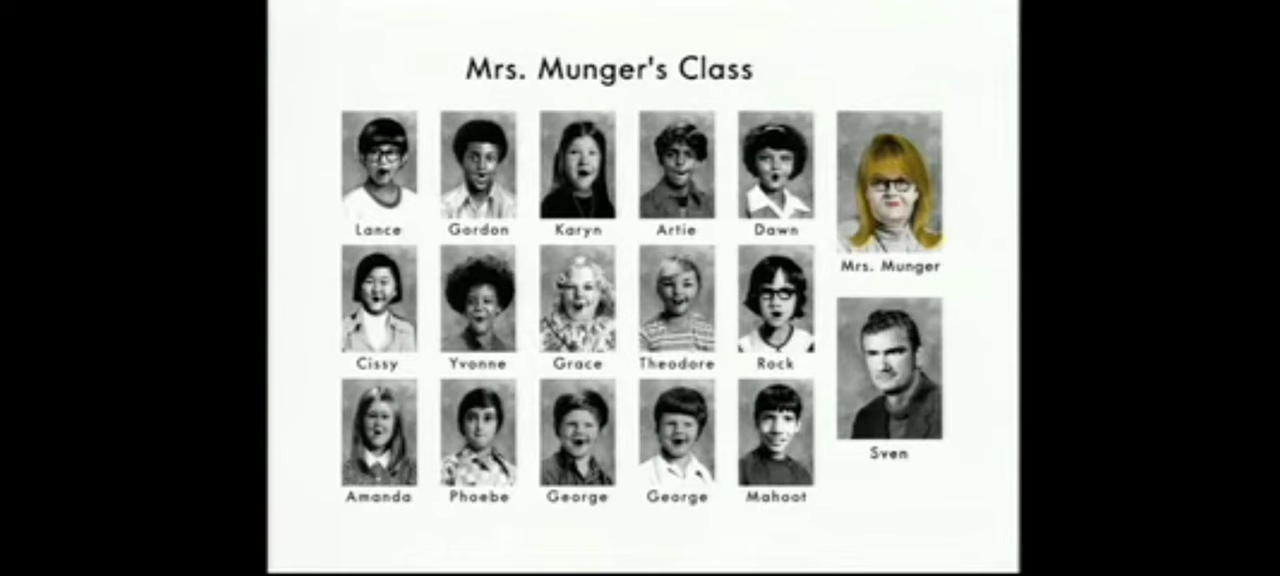 Mrs. Munger's Class
Lance Gordon Karyn Artie Dawn
Mrs. Munger
Cissy Yvonne Grace Theodore Rock
Sven
Amanda Phoebe George George Mahoot